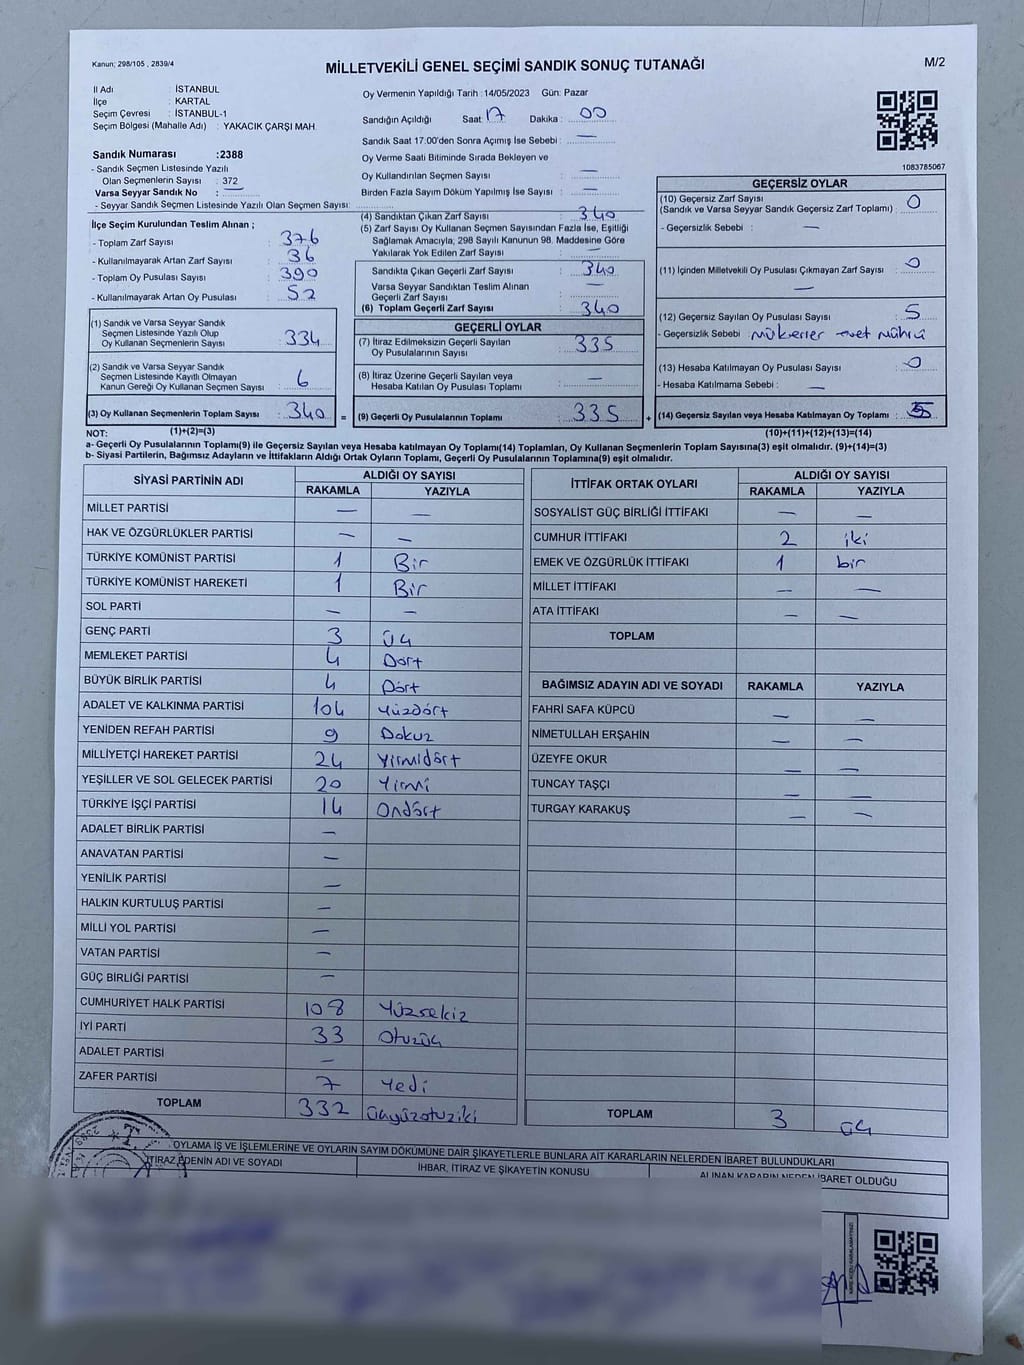 Kanun; 298/105 , 2839/4
MİLLETVEKİLİ GENEL SEÇİMİ SANDIK SONUÇ TUTANAĞI
M/2
İl Adı : İSTANBUL
İlçe : KARTAL
Seçim Çevresi : İSTANBUL-1
Seçim Bölgesi (Mahalle Adı) : YAKACIK ÇARŞI MAH.
Sandık Numarası :2388
- Sandık Seçmen Listesinde Yazılı
Olan Seçmenlerin Sayısı : 372
Varsa Seyyar Sandık No : —
- Seyyar Sandık Seçmen Listesinde Yazılı Olan Seçmen Sayısı:
Oy Vermenin Yapıldığı Tarih :14/05/2023 Gün: Pazar
Sandığın Açıldığı Saat 17 Dakika : 00
Sandık Saat 17:00'den Sonra Açımış İse Sebebi : —
Oy Verme Saati Bitiminde Sırada Bekleyen ve
Oy Kullandırılan Seçmen Sayısı : —
Birden Fazla Sayım Döküm Yapılmış İse Sayısı : —
1083785067
İlçe Seçim Kurulundan Teslim Alınan ;
- Toplam Zarf Sayısı : 376
- Kullanılmayarak Artan Zarf Sayısı : 36
- Toplam Oy Pusulası Sayısı : 390
- Kullanılmayarak Artan Oy Pusulası : 52
(1) Sandık ve Varsa Seyyar Sandık
Seçmen Listesinde Yazılı Olup
Oy Kullanan Seçmenlerin Sayısı : 334
(2) Sandık ve Varsa Seyyar Sandık
Seçmen Listesinde Kayıtlı Olmayan
Kanun Gereği Oy Kullanan Seçmen Sayısı : 6
(3) Oy Kullanan Seçmenlerin Toplam Sayısı : 340 =
(1)+(2)=(3)
(4) Sandıktan Çıkan Zarf Sayısı : 340
(5) Zarf Sayısı Oy Kullanan Seçmen Sayısından Fazla İse, Eşitliği
Sağlamak Amacıyla, 298 Sayılı Kanunun 98. Maddesine Göre
Yakılarak Yok Edilen Zarf Sayısı : —
Sandıkta Çıkan Geçerli Zarf Sayısı : 340
Varsa Seyyar Sandıktan Teslim Alınan
Geçerli Zarf Sayısı : —
(6) Toplam Geçerli Zarf Sayısı : 340
GEÇERLİ OYLAR
(7) İtiraz Edilmeksizin Geçerli Sayılan
Oy Pusulalarının Sayısı : 335
(8) İtiraz Üzerine Geçerli Sayılan veya
Hesaba Katılan Oy Pusulası Toplamı : —
(9) Geçerli Oy Pusulalarının Toplamı : 335 +
GEÇERSİZ OYLAR
(10) Geçersiz Zarf Sayısı
(Sandık ve Varsa Seyyar Sandık Geçersiz Zarf Toplamı) : 0
- Geçersizlik Sebebi : —
(11) İçinden Milletvekili Oy Pusulası Çıkmayan Zarf Sayısı : 0
—
(12) Geçersiz Sayılan Oy Pusulası Sayısı : 5
- Geçersizlik Sebebi : mükerrer evet mührü
(13) Hesaba Katılmayan Oy Pusulası Sayısı : 0
- Hesaba Katılmama Sebebi : —
(14) Geçersiz Sayılan veya Hesaba Katılmayan Oy Toplamı : 5
(10)+(11)+(12)+(13)=(14)
NOT:
a- Geçerli Oy Pusulalarının Toplamı(9) ile Geçersiz Sayılan veya Hesaba katılmayan Oy Toplamı(14) Toplamları, Oy Kullanan Seçmenlerin Toplam Sayısına(3) eşit olmalıdır. (9)+(14)=(3)
b- Siyasi Partilerin, Bağımsız Adayların ve İttifakların Aldığı Ortak Oyların Toplamı, Geçerli Oy Pusulalarının Toplamına(9) eşit olmalıdır.
SİYASİ PARTİNİN ADI ALDIĞI OY SAYISI
RAKAMLA YAZIYLA
MİLLET PARTİSİ — —
HAK VE ÖZGÜRLÜKLER PARTİSİ — —
TÜRKİYE KOMÜNİST PARTİSİ 1 Bir
TÜRKİYE KOMÜNİST HAREKETİ 1 Bir
SOL PARTİ — —
GENÇ PARTİ 3 üç
MEMLEKET PARTİSİ 4 Dört
BÜYÜK BİRLİK PARTİSİ 4 Dört
ADALET VE KALKINMA PARTİSİ 104 Yüzdört
YENİDEN REFAH PARTİSİ 9 Dokuz
MİLLİYETÇİ HAREKET PARTİSİ 24 Yirmidört
YEŞİLLER VE SOL GELECEK PARTİSİ 20 Yirmi
TÜRKİYE İŞÇİ PARTİSİ 14 Ondört
ADALET BİRLİK PARTİSİ —
ANAVATAN PARTİSİ —
YENİLİK PARTİSİ —
HALKIN KURTULUŞ PARTİSİ —
MİLLİ YOL PARTİSİ —
VATAN PARTİSİ —
GÜÇ BİRLİĞİ PARTİSİ —
CUMHURİYET HALK PARTİSİ 108 Yüzsekiz
İYİ PARTİ 33 Otuzüç
ADALET PARTİSİ —
ZAFER PARTİSİ 7 Yedi
TOPLAM 332 üçyüzotuziki
İTTİFAK ORTAK OYLARI ALDIĞI OY SAYISI
RAKAMLA YAZIYLA
SOSYALİST GÜÇ BİRLİĞİ İTTİFAKI — —
CUMHUR İTTİFAKI 2 iki
EMEK VE ÖZGÜRLÜK İTTİFAKI 1 bir
MİLLET İTTİFAKI — —
ATA İTTİFAKI — —
TOPLAM
BAĞIMSIZ ADAYIN ADI VE SOYADI RAKAMLA YAZIYLA
FAHRİ SAFA KÜPCÜ — —
NİMETULLAH ERŞAHİN — —
ÜZEYFE OKUR — —
TUNCAY TAŞÇI — —
TURGAY KARAKUŞ — —
TOPLAM 3 üç
OYLAMA İŞ VE İŞLEMLERİNE VE OYLARIN SAYIM DÖKÜMÜNE DAİR ŞİKAYETLERLE BUNLARA AİT KARARLARIN NELERDEN İBARET BULUNDUKLARI
İTİRAZ EDENİN ADI VE SOYADI İHBAR, İTİRAZ VE ŞİKAYETİN KONUSU ALINAN KARARIN NEDEN İBARET OLDUĞU